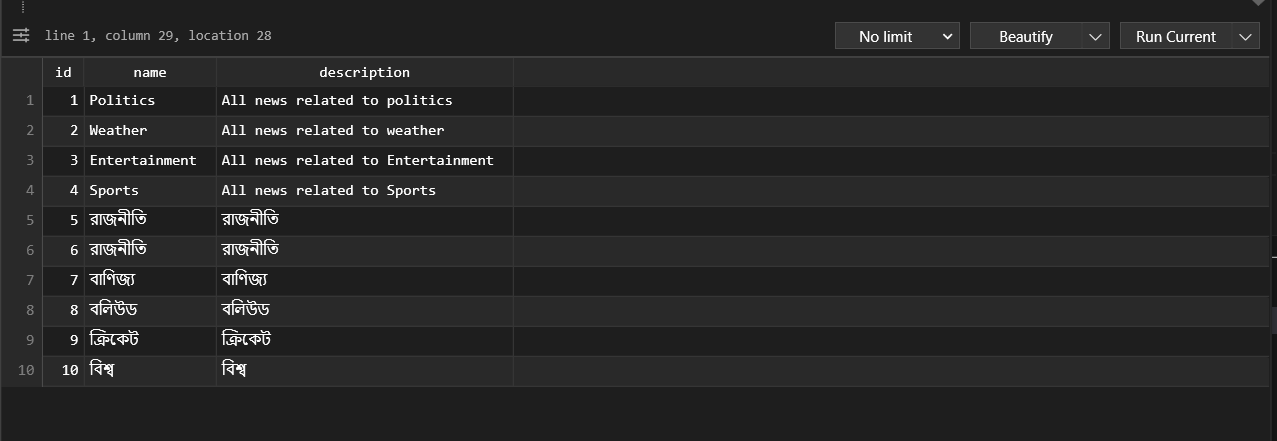 line 1, column 29, location 28 No limit Beautify Run Current
id name description
1 1 Politics All news related to politics
2 2 Weather All news related to weather
3 3 Entertainment All news related to Entertainment
4 4 Sports All news related to Sports
5 5 রাজনীতি রাজনীতি
6 6 রাজনীতি রাজনীতি
7 7 বাণিজ্য বাণিজ্য
8 8 বলিউড বলিউড
9 9 ক্রিকেট ক্রিকেট
10 10 বিশ্ব বিশ্ব